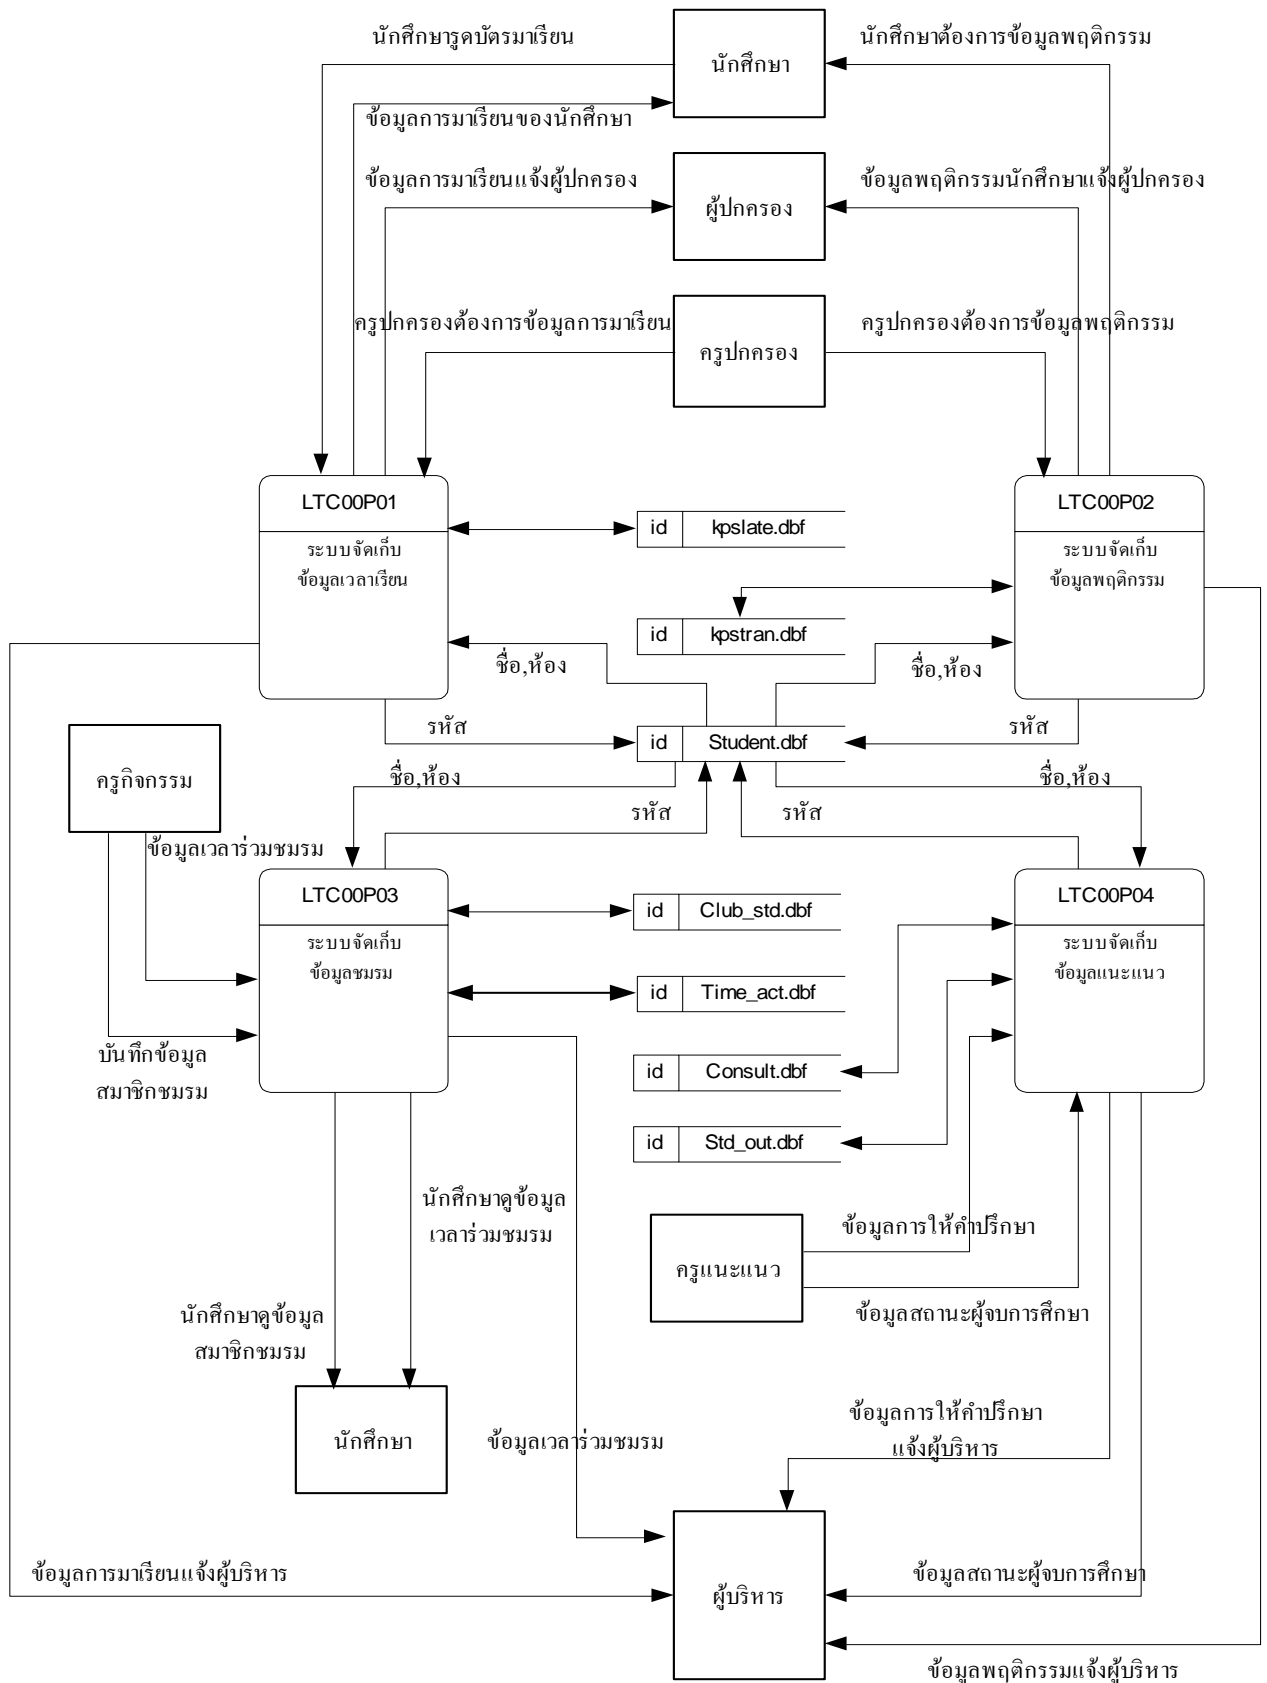 นักศึกษารูดบัตรมาเรียน
นักศึกษาต้องการข้อมูลพฤติกรรม
นักศึกษา
ข้อมูลการมาเรียนของนักศึกษา
ข้อมูลการมาเรียนแจ้งผู้ปกครอง
ข้อมูลพฤติกรรมนักศึกษาแจ้งผู้ปกครอง
ผู้ปกครอง
ครูปกครองต้องการข้อมูลการมาเรียน
ครูปกครองต้องการข้อมูลพฤติกรรม
ครูปกครอง
LTC00P01
ระบบจัดเก็บ
ข้อมูลเวลาเรียน
id kpslate.dbf
LTC00P02
ระบบจัดเก็บ
ข้อมูลพฤติกรรม
id kpstran.dbf
ชื่อ,ห้อง
ชื่อ,ห้อง
รหัส
id Student.dbf
รหัส
ครูกิจกรรม
ชื่อ,ห้อง
ชื่อ,ห้อง
รหัส
รหัส
ข้อมูลเวลาร่วมชมรม
LTC00P03
ระบบจัดเก็บ
ข้อมูลชมรม
id Club_std.dbf
LTC00P04
ระบบจัดเก็บ
ข้อมูลแนะแนว
id Time_act.dbf
บันทึกข้อมูล
สมาชิกชมรม
id Consult.dbf
id Std_out.dbf
นักศึกษาดูข้อมูล
เวลาร่วมชมรม
ข้อมูลการให้คำปรึกษา
ครูแนะแนว
ข้อมูลสถานะผู้จบการศึกษา
นักศึกษาดูข้อมูล
สมาชิกชมรม
นักศึกษา
ข้อมูลเวลาร่วมชมรม
ข้อมูลการให้คำปรึกษา
แจ้งผู้บริหาร
ข้อมูลการมาเรียนแจ้งผู้บริหาร
ข้อมูลสถานะผู้จบการศึกษา
ผู้บริหาร
ข้อมูลพฤติกรรมแจ้งผู้บริหาร